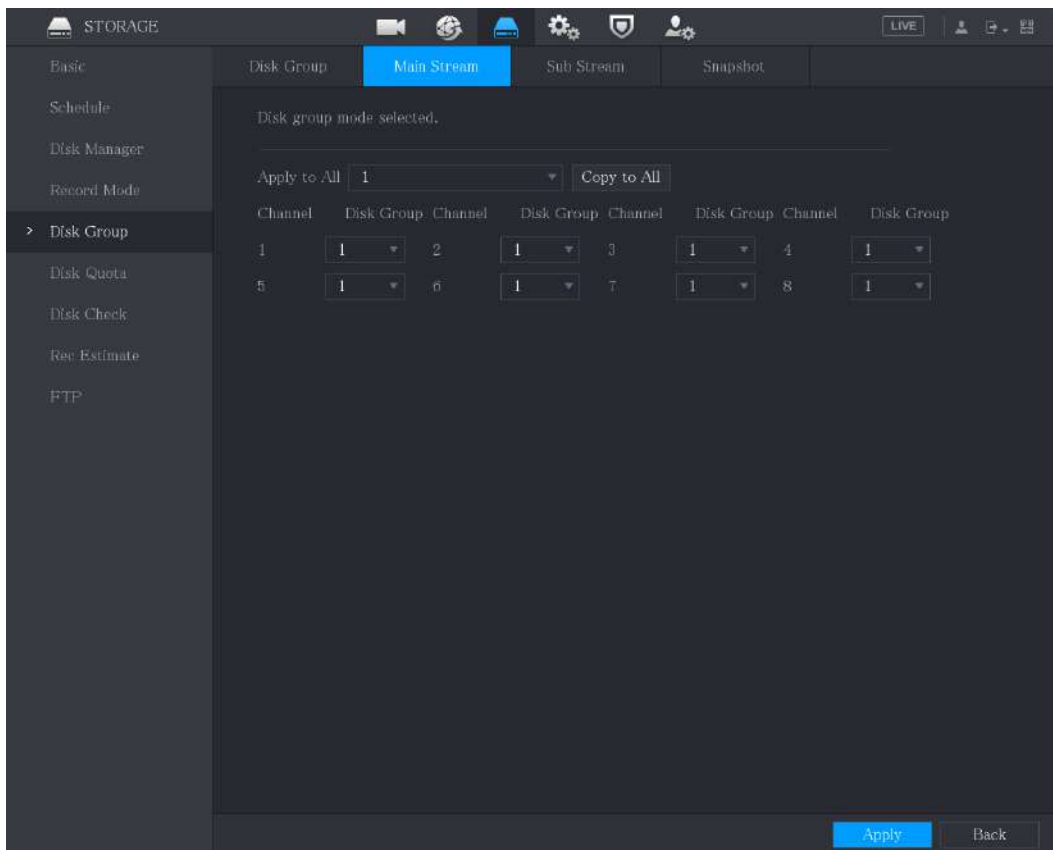 STORAGE LIVE
Basic
Schedule
Disk Manager
Record Mode
> Disk Group
Disk Quota
Disk Check
Rec Estimate
FTP
Disk Group Main Stream Sub Stream Snapshot
Disk group mode selected.
Apply to All 1 Copy to All
Channel Disk Group Channel Disk Group Channel Disk Group Channel Disk Group
1 1 2 1 3 1 4 1
5 1 6 1 7 1 8 1
Apply Back